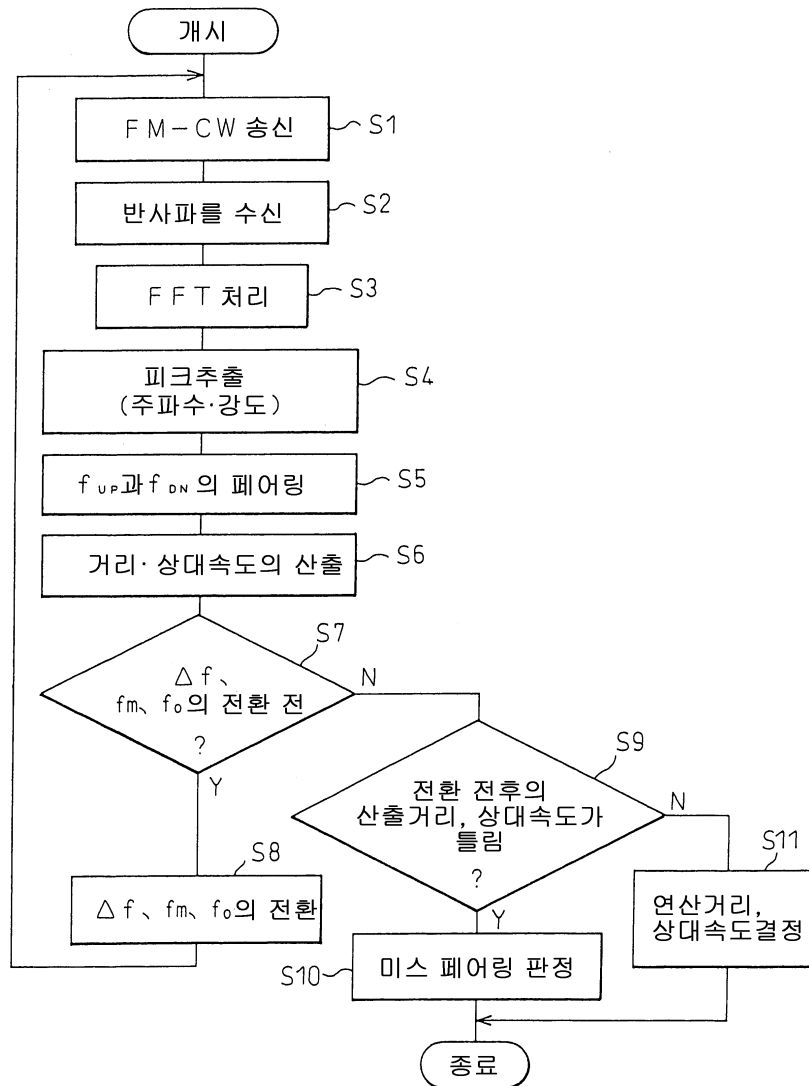 개시
FM-CW 송신
S1
반사파를 수신
S2
FFT 처리
S3
피크추출
(주파수·강도)
S4
fUP과 fDN의 페어링
S5
거리·상대속도의 산출
S6
S7
△f、
fm、fo의 전환 전
?
N
Y
S8
△f、fm、fo의 전환
S9
전환 전후의
산출거리, 상대속도가
틀림
?
N
Y
S10
미스 페어링 판정
S11
연산거리,
상대속도결정
종료